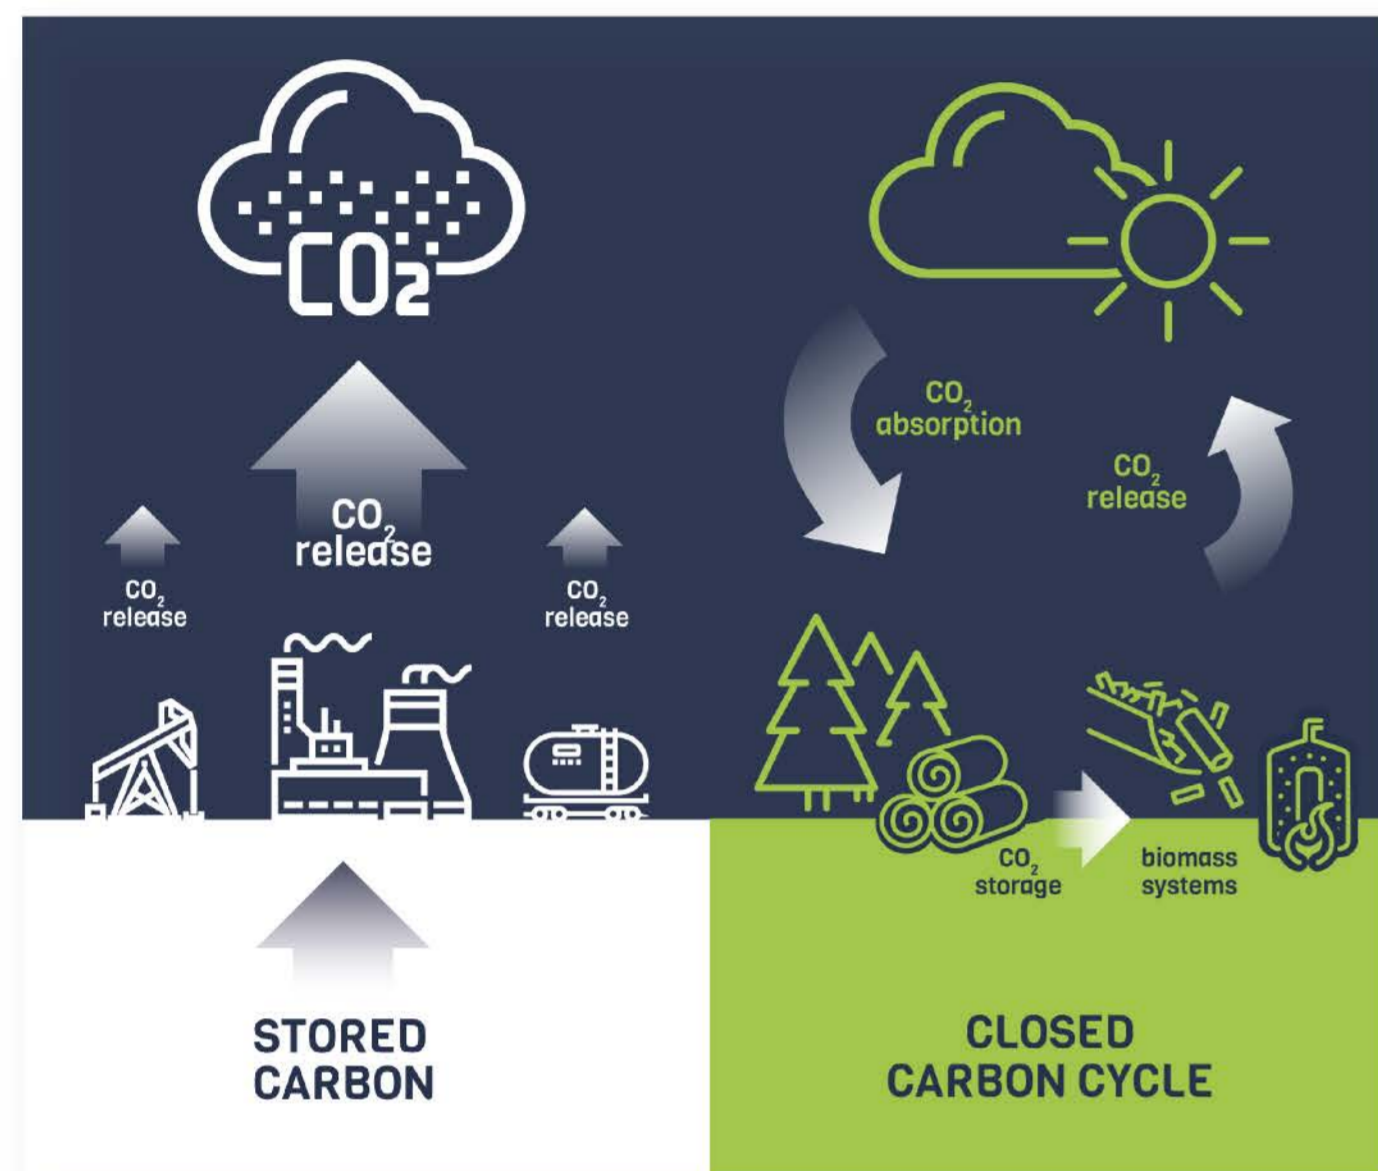 CO2
CO2
release
CO2
release
CO2
release
STORED
CARBON
CO2
absorption
CO2
release
CO2
storage
biomass
systems
CLOSED
CARBON CYCLE